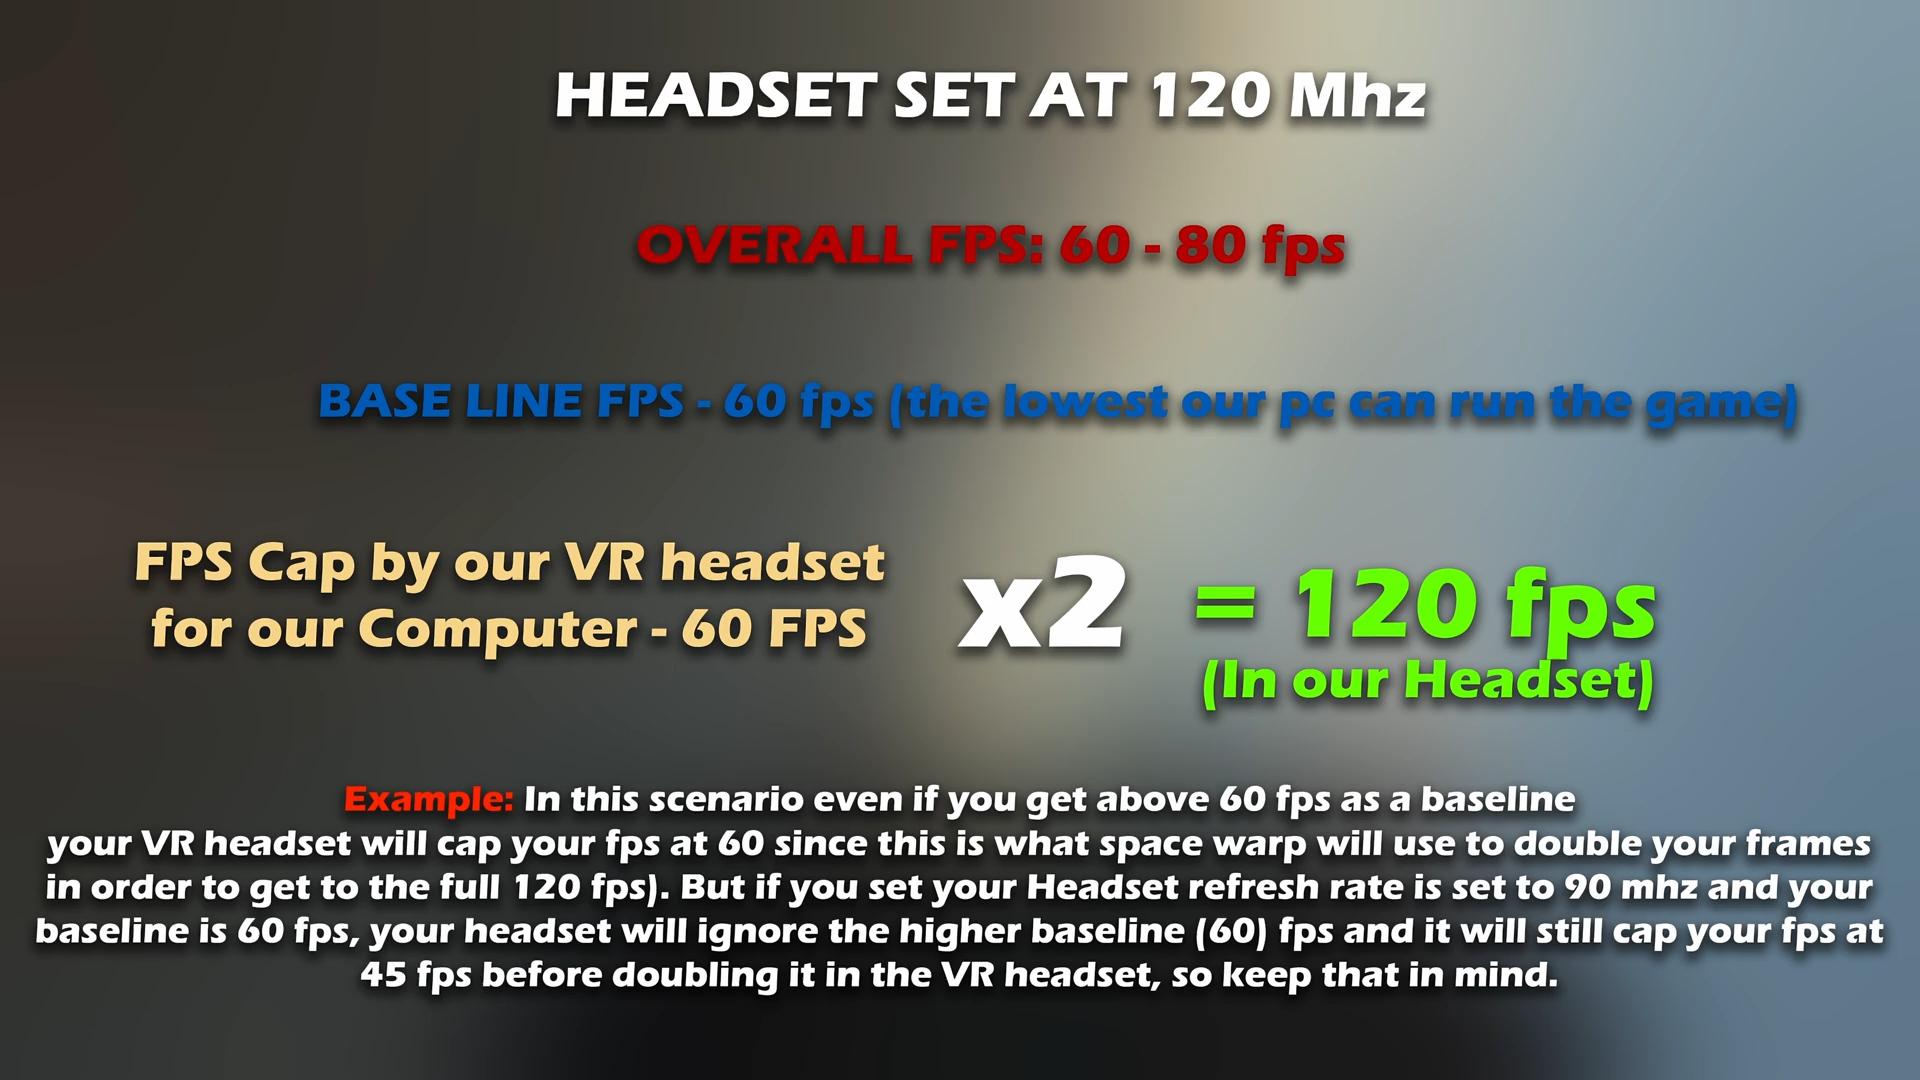 HEADSET SET AT 120 Mhz
OVERALL FPS: 60 - 80 fps
BASE LINE FPS - 60 fps (the lowest our pc can run the game)
FPS Cap by our VR headset
for our Computer - 60 FPS
x2
= 120 fps
(In our Headset)
Example: In this scenario even if you get above 60 fps as a baseline
your VR headset will cap your fps at 60 since this is what space warp will use to double your frames
in order to get to the full 120 fps). But if you set your Headset refresh rate is set to 90 mhz and your
baseline is 60 fps, your headset will ignore the higher baseline (60) fps and it will still cap your fps at
45 fps before doubling it in the VR headset, so keep that in mind.